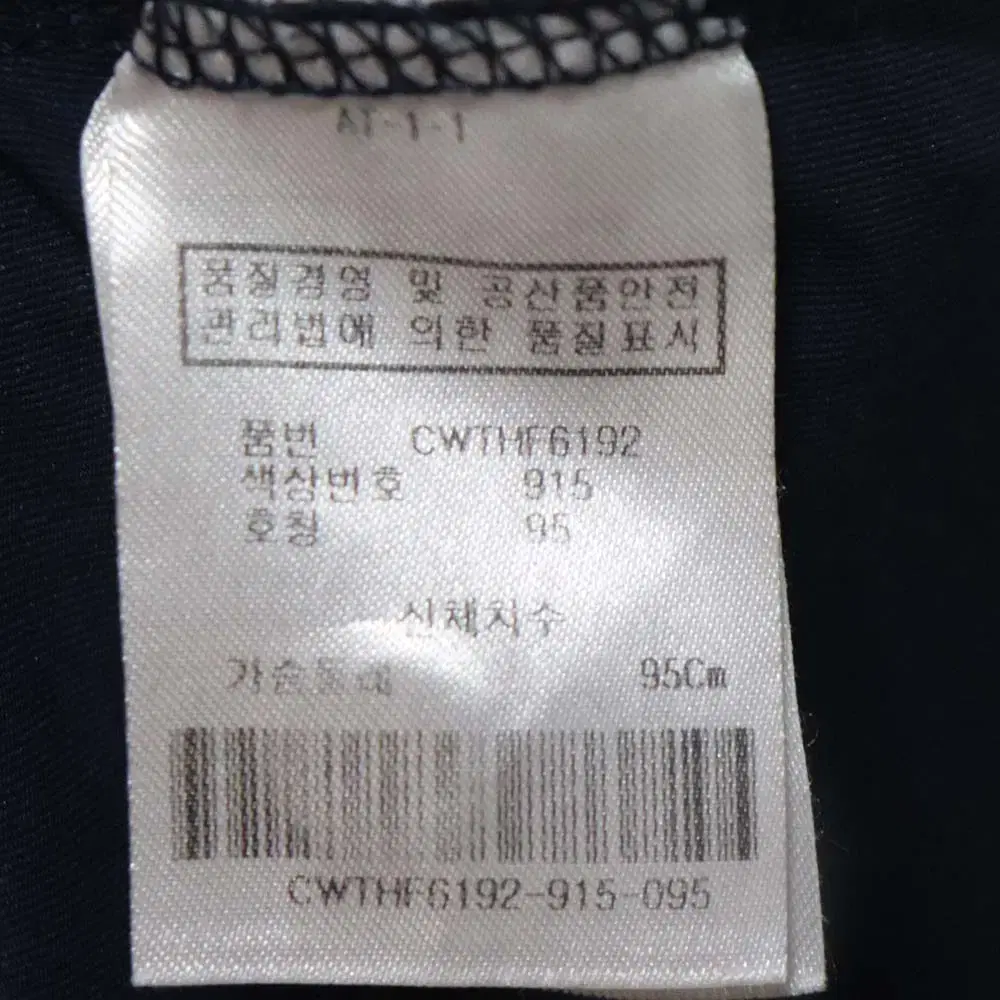 AT-1-1
품질경영 및 공산품안전
관리법에 의한 품질표시
품번 CWTHF6192
색상번호 915
호칭 95
신체치수
가슴둘레 95Cm
CWTHF6192-915-095